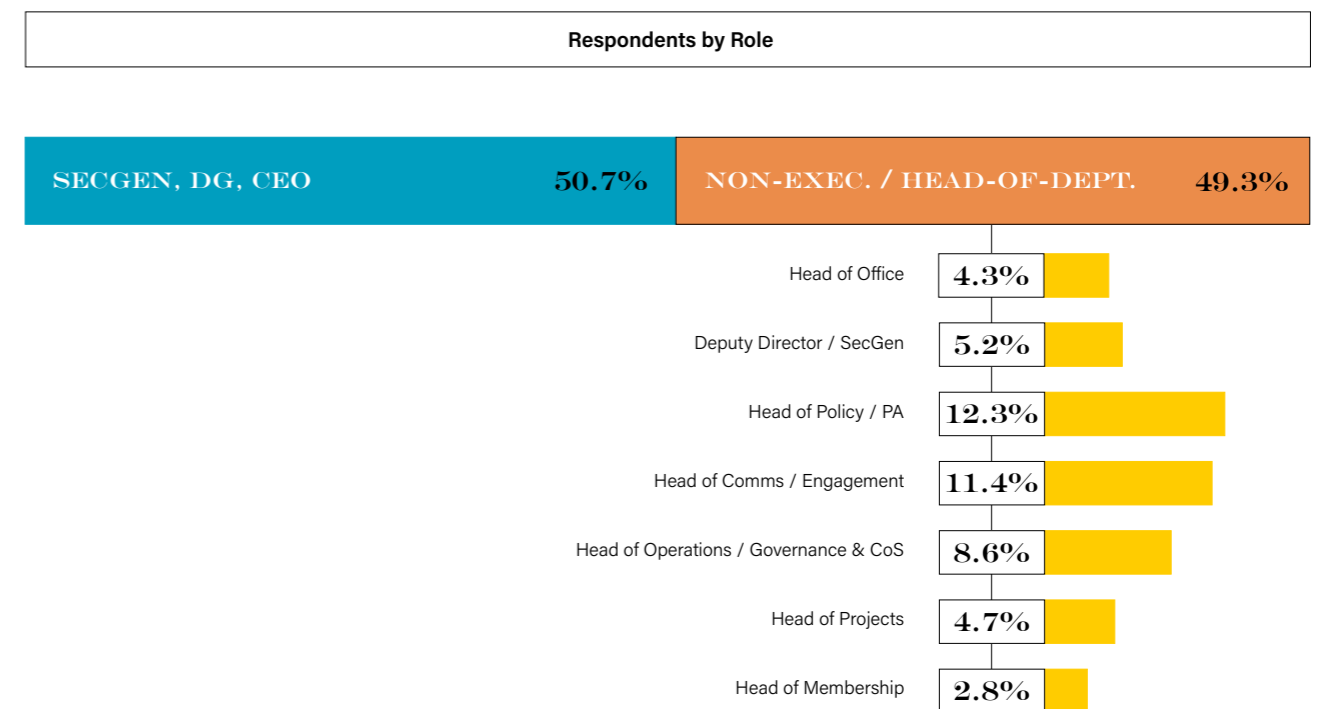 Respondents by Role
SECGEN, DG, CEO 50.7% NON-EXEC. / HEAD-OF-DEPT. 49.3%
Head of Office 4.3%
Deputy Director / SecGen 5.2%
Head of Policy / PA 12.3%
Head of Comms / Engagement 11.4%
Head of Operations / Governance & CoS 8.6%
Head of Projects 4.7%
Head of Membership 2.8%